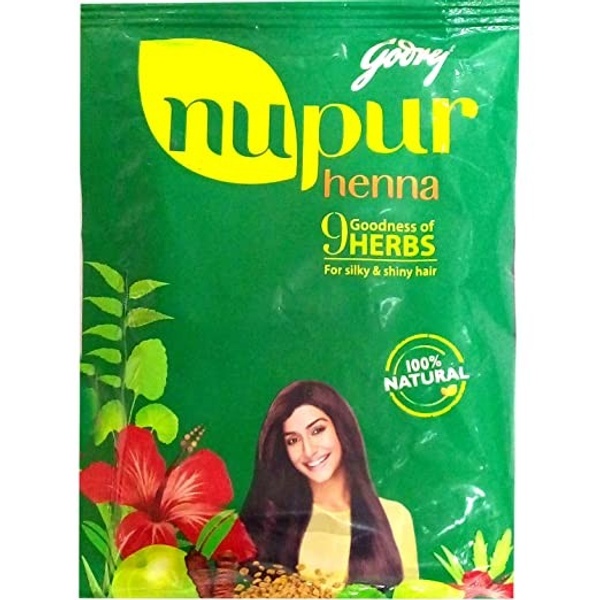 Godrej
nupur
henna
9 Goodness of
HERBS
For silky & shiny hair
100%
NATURAL